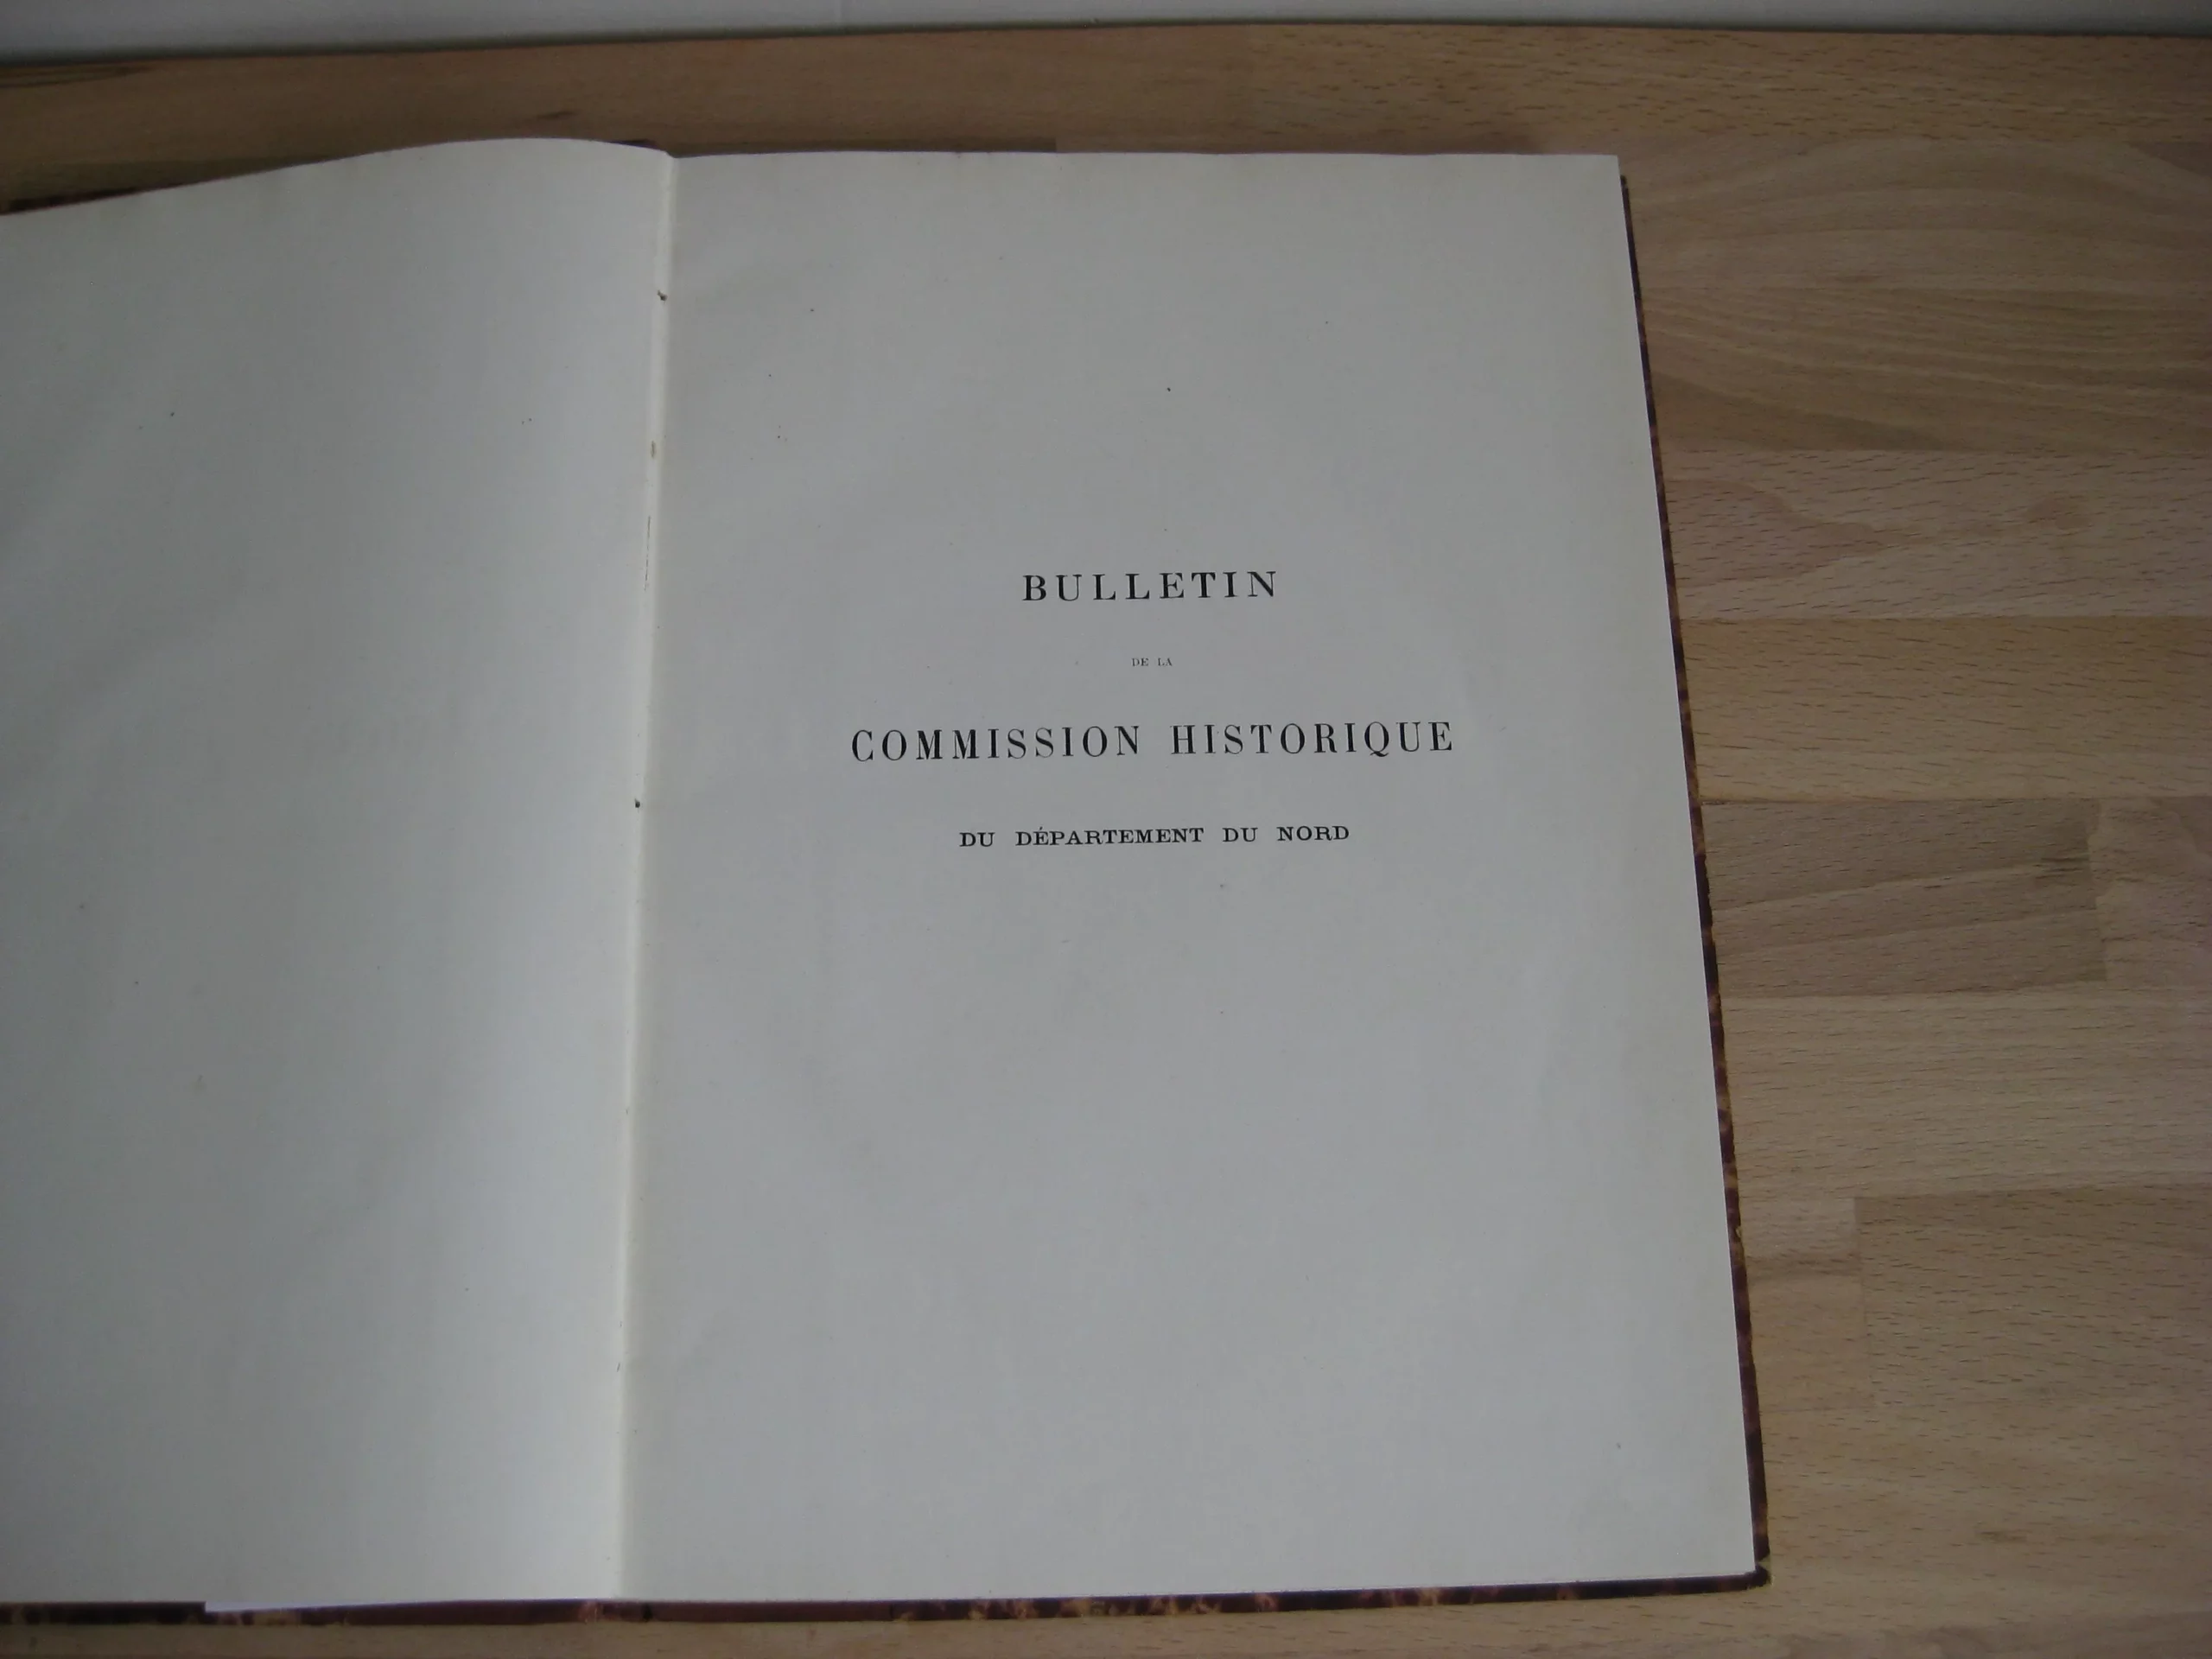 BULLETIN
DE LA
COMMISSION HISTORIQUE
DU DÉPARTEMENT DU NORD